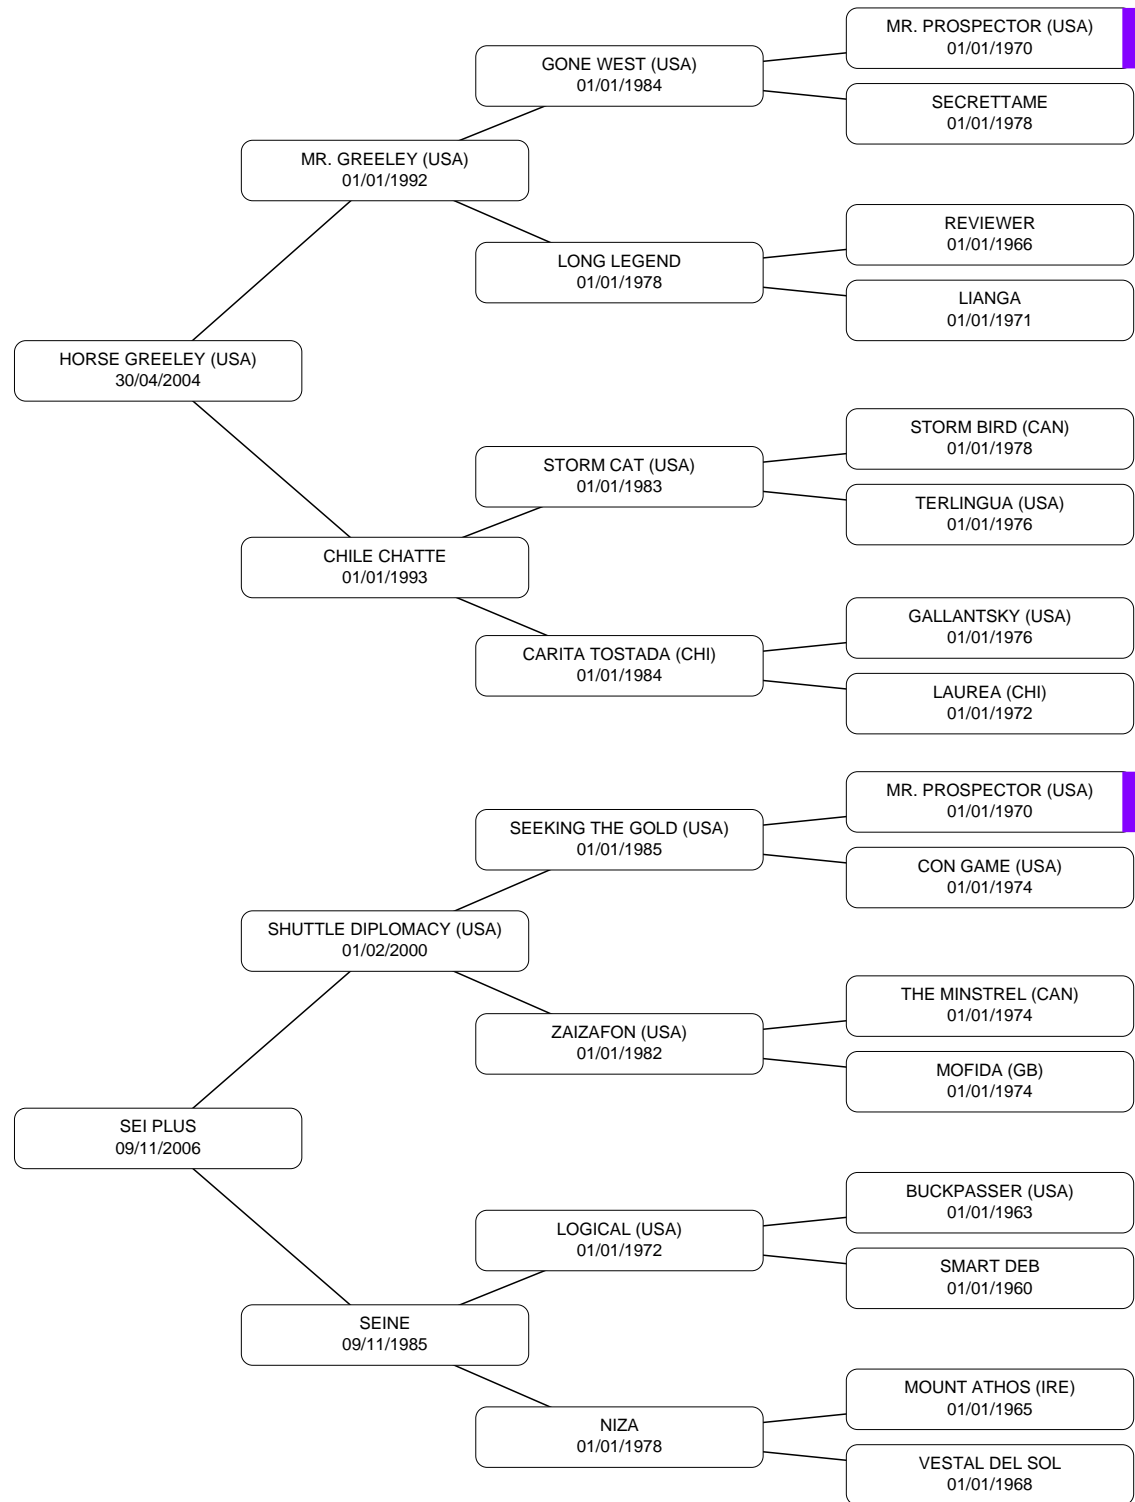 MR. PROSPECTOR (USA)
01/01/1970
GONE WEST (USA)
01/01/1984
SECRETTAME
01/01/1978
MR. GREELEY (USA)
01/01/1992
REVIEWER
01/01/1966
LONG LEGEND
01/01/1978
LIANGA
01/01/1971
HORSE GREELEY (USA)
30/04/2004
STORM BIRD (CAN)
01/01/1978
STORM CAT (USA)
01/01/1983
TERLINGUA (USA)
01/01/1976
CHILE CHATTE
01/01/1993
GALLANTSKY (USA)
01/01/1976
CARITA TOSTADA (CHI)
01/01/1984
LAUREA (CHI)
01/01/1972
MR. PROSPECTOR (USA)
01/01/1970
SEEKING THE GOLD (USA)
01/01/1985
CON GAME (USA)
01/01/1974
SHUTTLE DIPLOMACY (USA)
01/02/2000
THE MINSTREL (CAN)
01/01/1974
ZAIZAFON (USA)
01/01/1982
MOFIDA (GB)
01/01/1974
SEI PLUS
09/11/2006
BUCKPASSER (USA)
01/01/1963
LOGICAL (USA)
01/01/1972
SMART DEB
01/01/1960
SEINE
09/11/1985
MOUNT ATHOS (IRE)
01/01/1965
NIZA
01/01/1978
VESTAL DEL SOL
01/01/1968